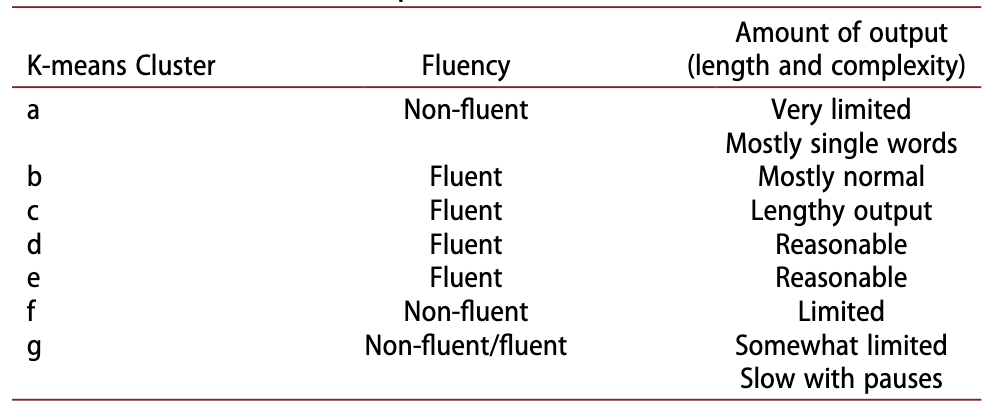 K-means Cluster Fluency Amount of output (length and complexity)
a Non-fluent Very limited
Mostly single words
b Fluent Mostly normal
c Fluent Lengthy output
d Fluent Reasonable
e Fluent Reasonable
f Non-fluent Limited
g Non-fluent/fluent Somewhat limited
Slow with pauses